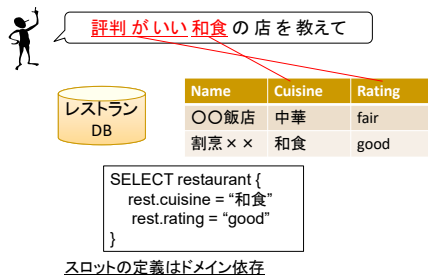 評判 が いい 和食 の 店 を 教えて
レストラン
DB
Name Cuisine Rating
〇〇飯店 中華 fair
割烹×× 和食 good
SELECT restaurant {
rest.cuisine = “和食”
rest.rating = “good”
}
スロットの定義はドメイン依存